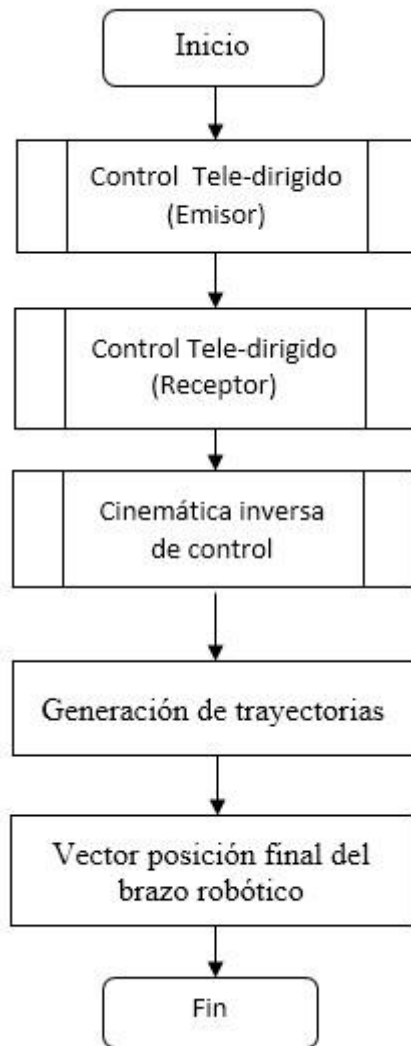 Inicio
Control Tele-dirigido
(Emisor)
Control Tele-dirigido
(Receptor)
Cinemática inversa
de control
Generación de trayectorias
Vector posición final del
brazo robótico
Fin